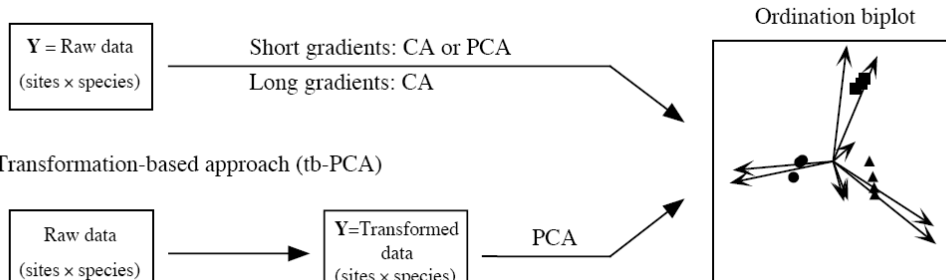 Ordination biplot
Y = Raw data
(sites × species)
Short gradients: CA or PCA
Long gradients: CA
Transformation-based approach (tb-PCA)
Raw data
(sites × species)
Y=Transformed
data
(sites × species)
PCA